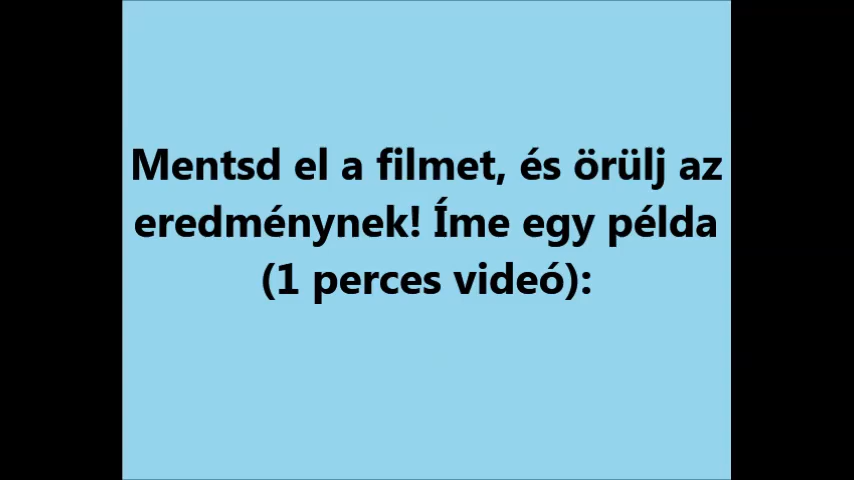 Mentsd el a filmet, és örülj az
eredménynek! Íme egy példa
(1 perces videó):